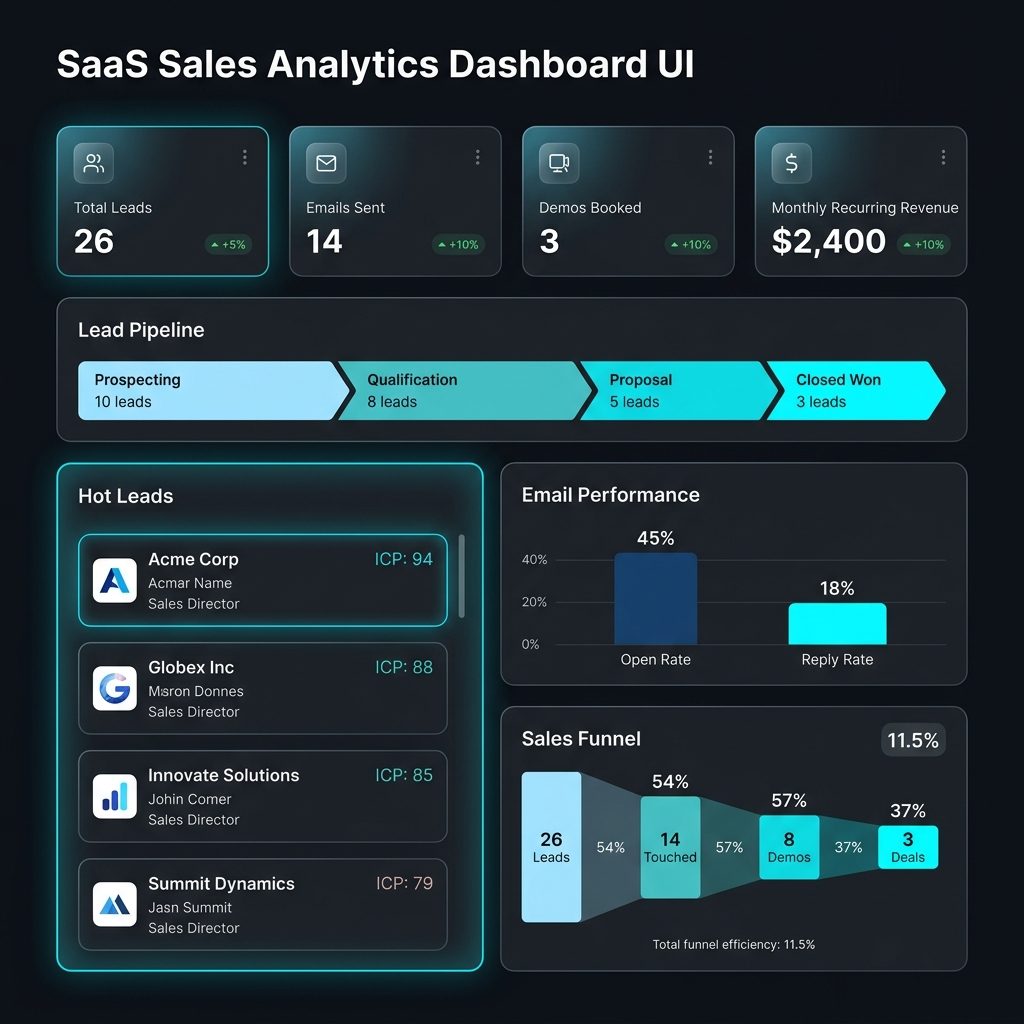 SaaS Sales Analytics Dashboard UI
Total Leads
26
+5%
Emails Sent
14
+10%
Demos Booked
3
+10%
Monthly Recurring Revenue
$2,400
+10%
Lead Pipeline
Prospecting
10 leads
Qualification
8 leads
Proposal
5 leads
Closed Won
3 leads
Hot Leads
Acme Corp
ICP: 94
Acmar Name
Sales Director
Globex Inc
ICP: 88
Msron Donnes
Sales Director
Innovate Solutions
ICP: 85
Johin Comer
Sales Director
Summit Dynamics
ICP: 79
Jasn Summit
Sales Director
Email Performance
45%
40%
18%
20%
0%
Open Rate
Reply Rate
Sales Funnel
11.5%
54%
57%
37%
26
Leads
54%
14
Touched
57%
8
Demos
37%
3
Deals
Total funnel efficiency: 11.5%